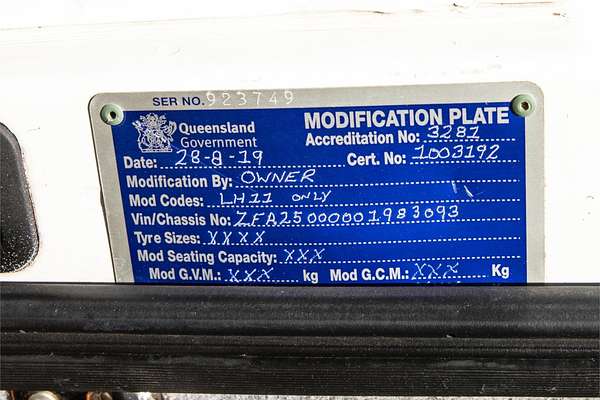 SER NO. 923749
Queensland Government
MODIFICATION PLATE
Accreditation No: 3281
Date: 28-8-19 Cert. No: 1003192
Modification By: OWNER
Mod Codes: LH11 ONLY
Vin/Chassis No: ZFA25000001983093
Tyre Sizes: XXXX
Mod Seating Capacity: XXX
Mod G.V.M: XXX kg Mod G.C.M: XXX Kg